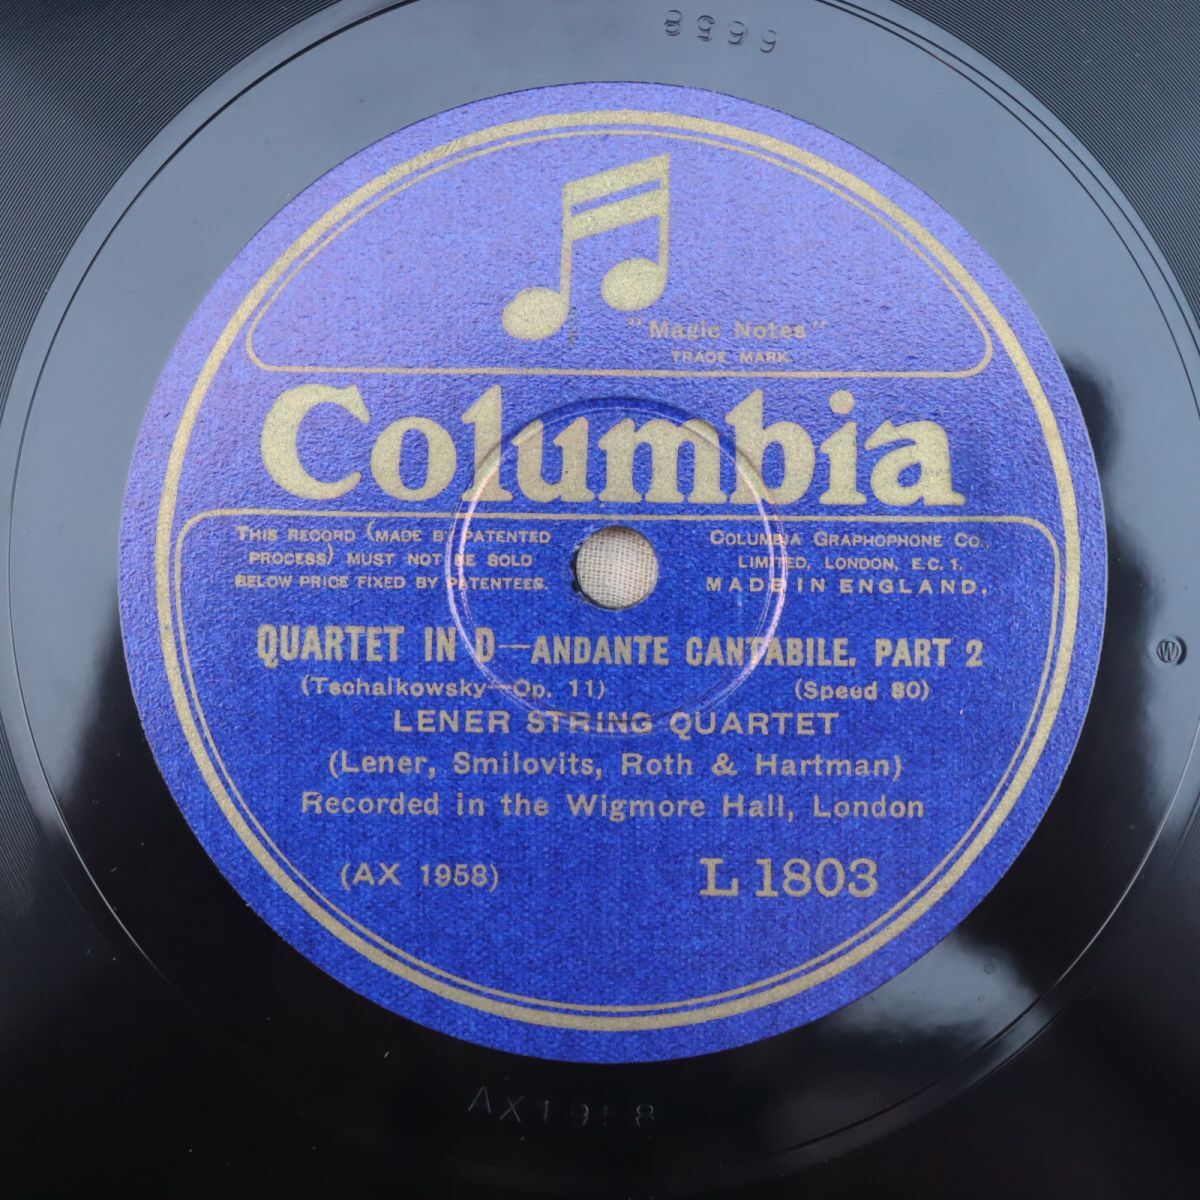 6658
"Magic Notes"
TRADE MARK.
Columbia
THIS RECORD (MADE BY PATENTED
PROCESS) MUST NOT BE SOLD
BELOW PRICE FIXED BY PATENTEES.
COLUMBIA GRAPHOPHONE CO.,
LIMITED, LONDON, E.C.1.
MADE IN ENGLAND.
QUARTET IN D—ANDANTE CANTABILE. PART 2
(Tschaikowsky—Op. 11) (Speed 80)
LENER STRING QUARTET
(Lener, Smilovits, Roth & Hartman)
Recorded in the Wigmore Hall, London
(AX 1958) L 1803
W
AX1958